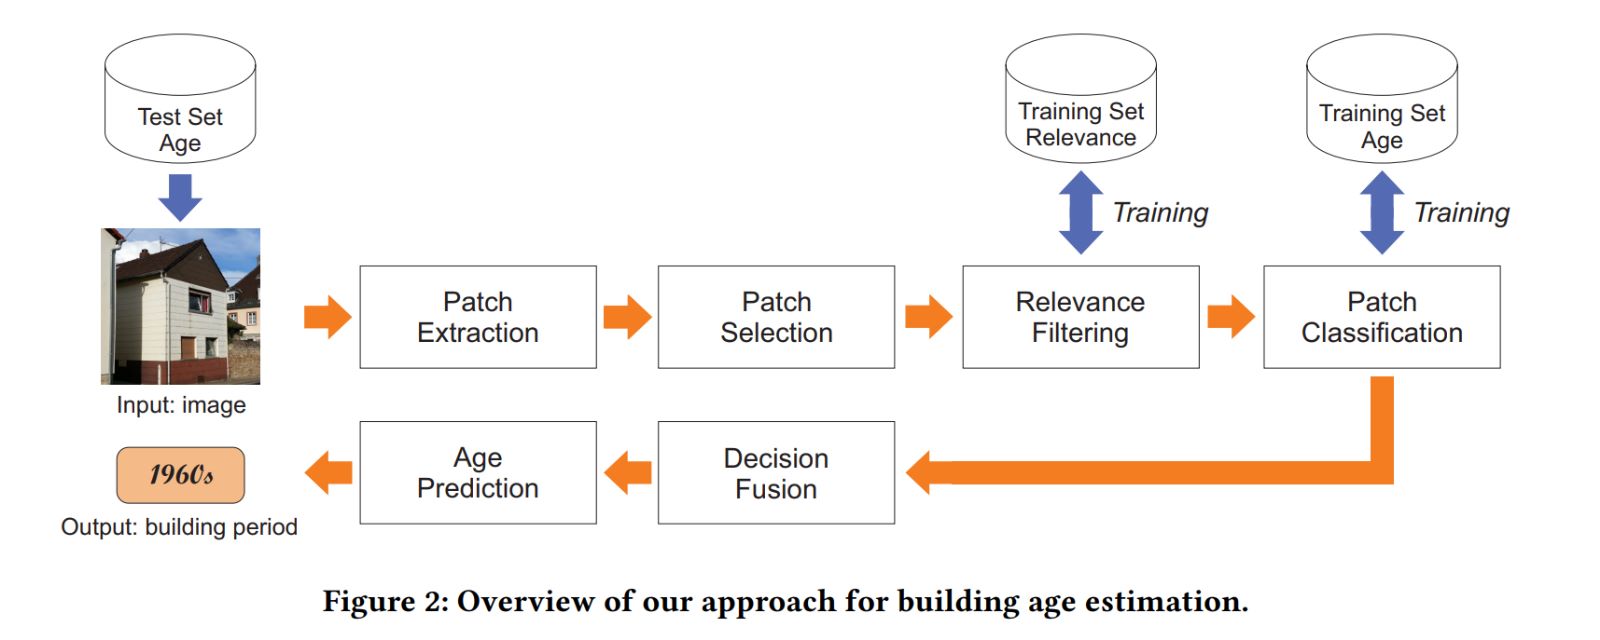 Test Set
Age
Training Set
Relevance
Training Set
Age
Training
Training
Input: image
Patch
Extraction
Patch
Selection
Relevance
Filtering
Patch
Classification
1960s
Output: building period
Age
Prediction
Decision
Fusion
Figure 2: Overview of our approach for building age estimation.